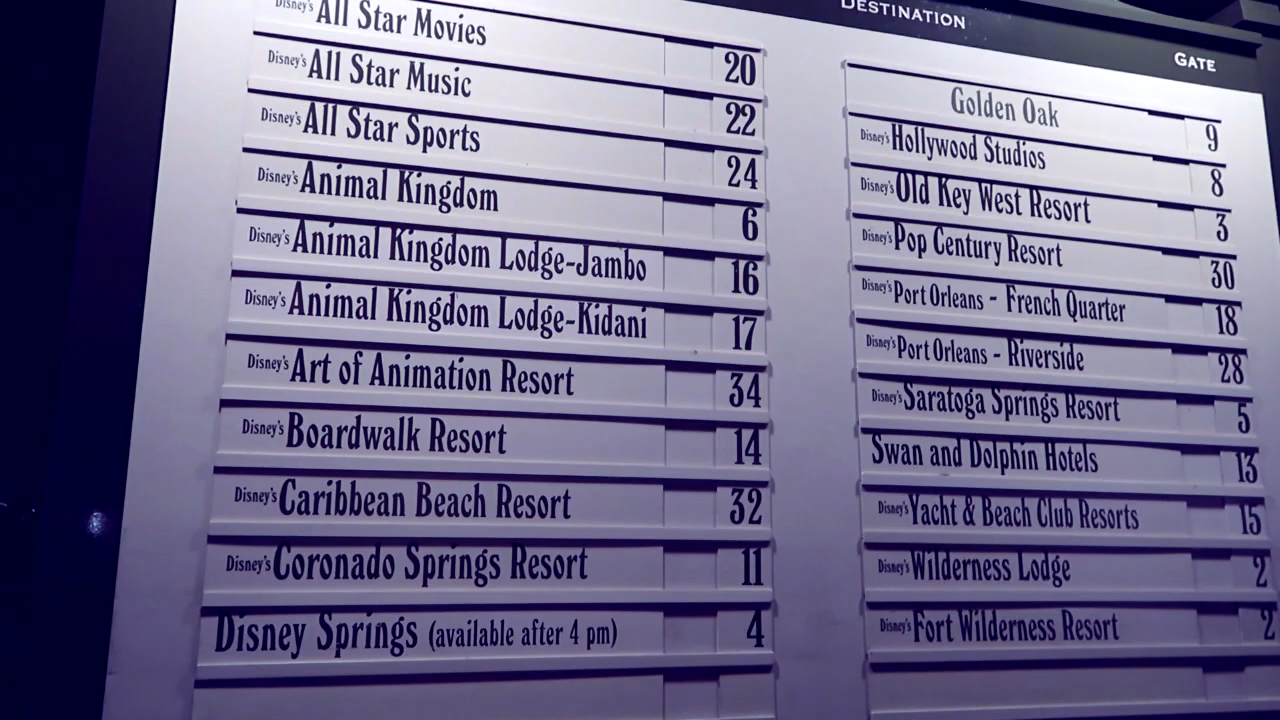 Disney's All Star Movies 20
Disney's All Star Music 22
Disney's All Star Sports 24
Disney's Animal Kingdom 6
Disney's Animal Kingdom Lodge-Jambo 16
Disney's Animal Kingdom Lodge-Kidani 17
Disney's Art of Animation Resort 34
Disney's Boardwalk Resort 14
Disney's Caribbean Beach Resort 32
Disney's Coronado Springs Resort 11
Disney Springs (available after 4 pm) 4
DESTINATION GATE
Golden Oak 9
Disney's Hollywood Studios 8
Disney's Old Key West Resort 3
Disney's Pop Century Resort 30
Disney's Port Orleans - French Quarter 18
Disney's Port Orleans - Riverside 28
Disney's Saratoga Springs Resort 5
Swan and Dolphin Hotels 13
Disney's Yacht & Beach Club Resorts 15
Disney's Wilderness Lodge 2
Disney's Fort Wilderness Resort 2